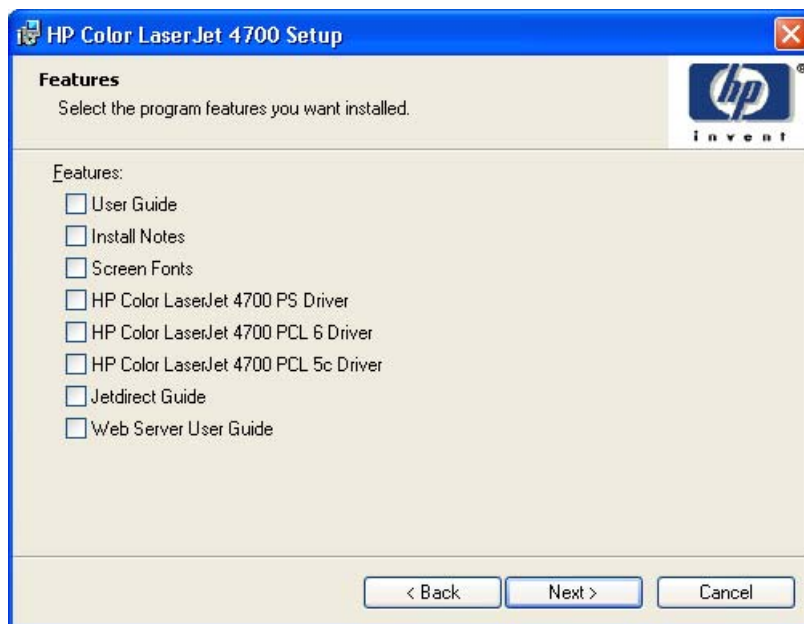 HP Color LaserJet 4700 Setup
Features
Select the program features you want installed.
hp
®
invent
Features:
User Guide
Install Notes
Screen Fonts
HP Color LaserJet 4700 PS Driver
HP Color LaserJet 4700 PCL 6 Driver
HP Color LaserJet 4700 PCL 5c Driver
Jetdirect Guide
Web Server User Guide
< Back
Next >
Cancel